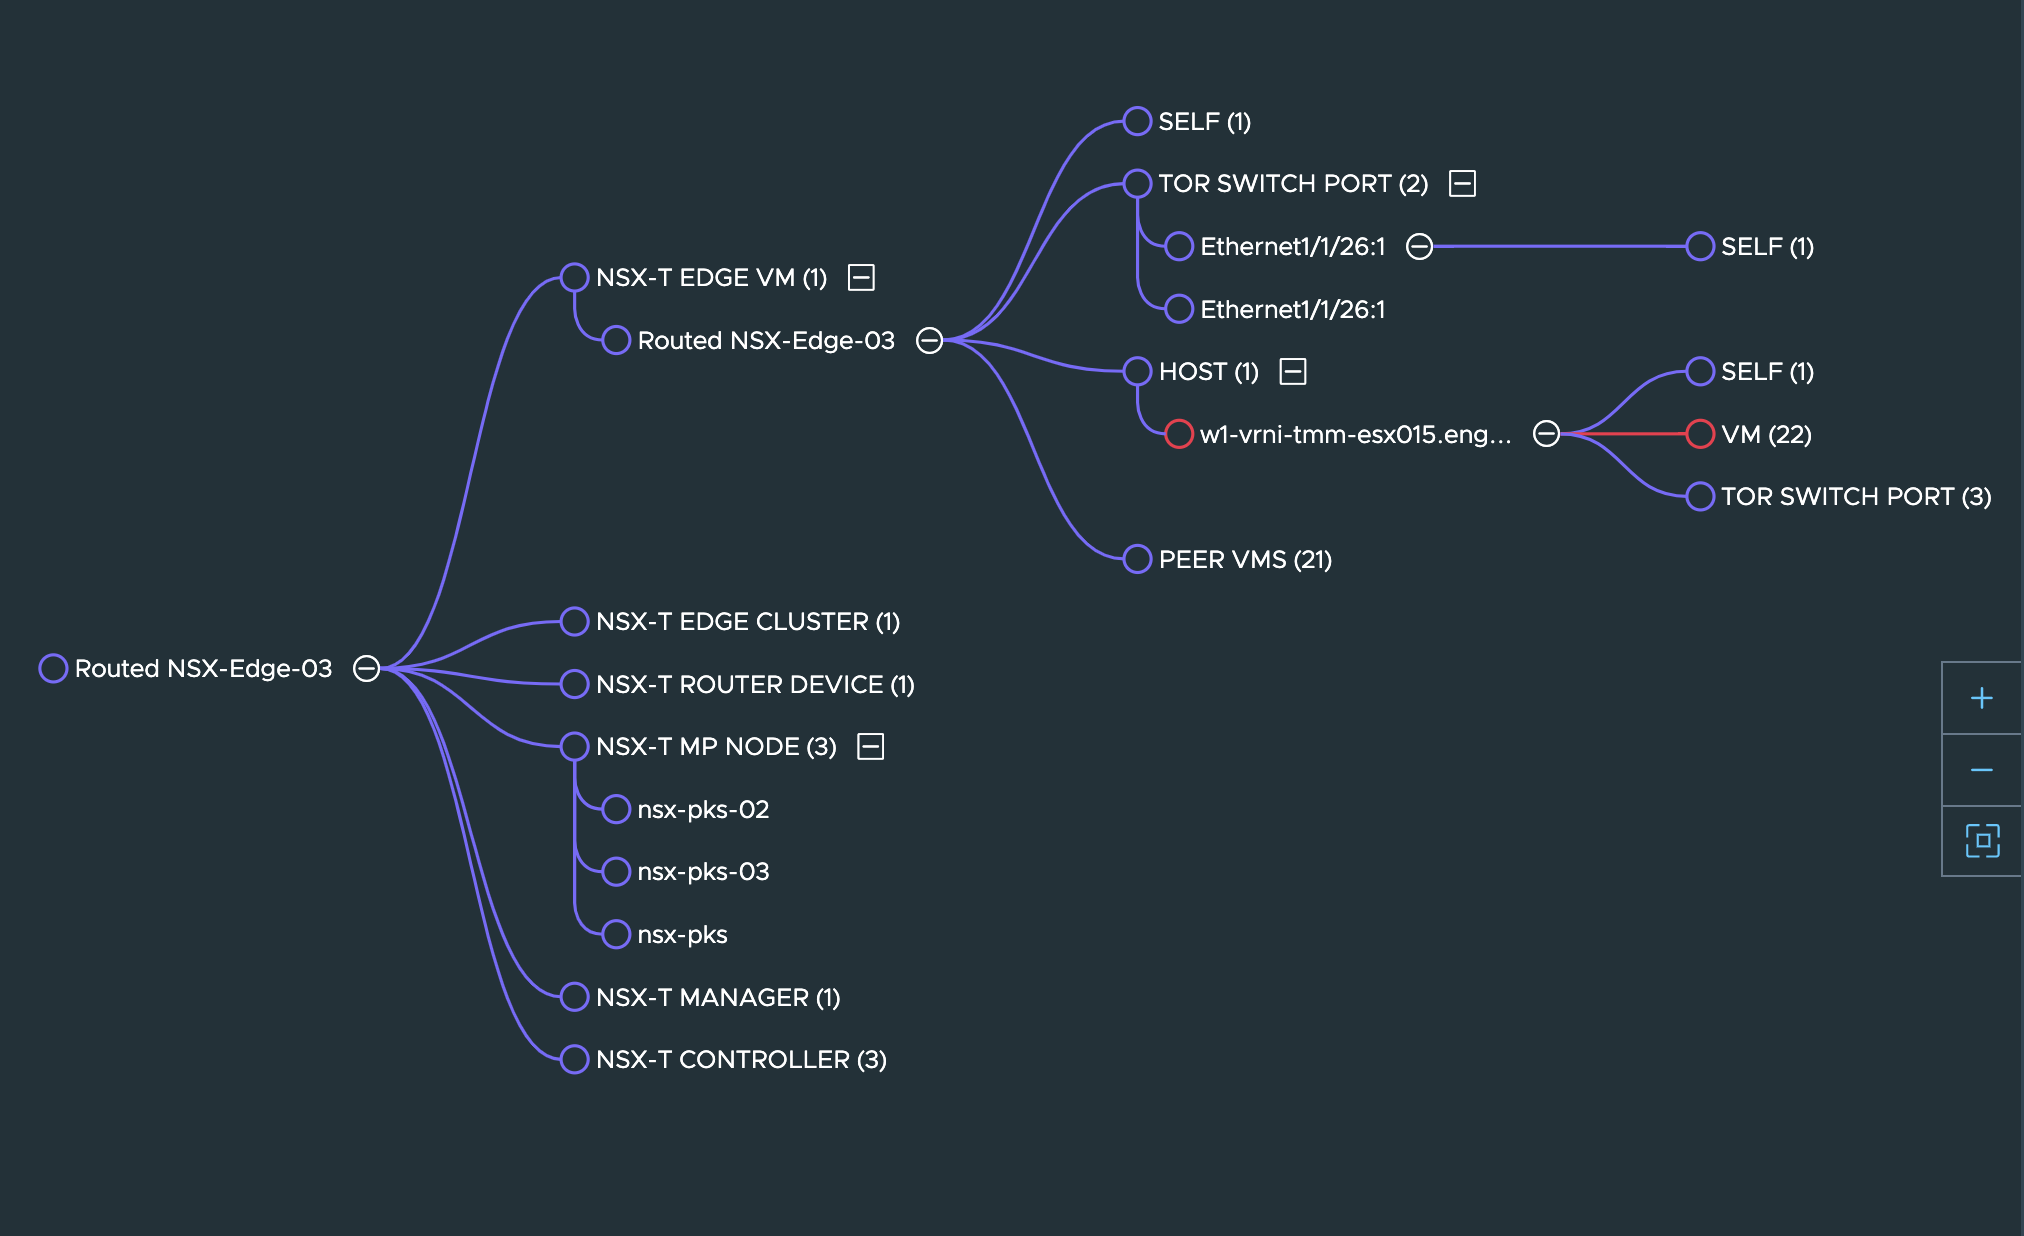 SELF (1)
TOR SWITCH PORT (2)
Ethernet1/1/26:1
SELF (1)
NSX-T EDGE VM (1)
Ethernet1/1/26:1
Routed NSX-Edge-03
HOST (1)
SELF (1)
w1-vrni-tmm-esx015.eng...
VM (22)
TOR SWITCH PORT (3)
PEER VMS (21)
NSX-T EDGE CLUSTER (1)
Routed NSX-Edge-03
NSX-T ROUTER DEVICE (1)
NSX-T MP NODE (3)
nsx-pks-02
nsx-pks-03
nsx-pks
NSX-T MANAGER (1)
NSX-T CONTROLLER (3)